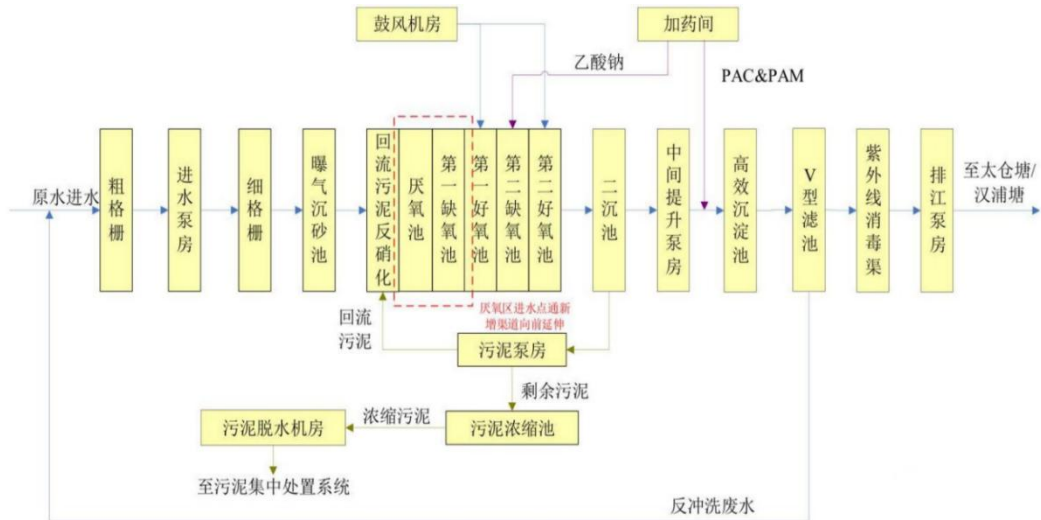 鼓风机房
加药间
乙酸钠
PAC&PAM
原水进水
粗格栅
进水泵房
细格栅
曝气沉砂池
回流污泥反硝化
厌氧池
第一缺氧池
第一好氧池
第二缺氧池
第二好氧池
二沉池
中间提升泵房
高效沉淀池
V型滤池
紫外线消毒渠
排江泵房
至太仓塘/
汉浦塘
回流
污泥
厌氧区进水点通新
增渠道向前延伸
污泥泵房
剩余污泥
污泥脱水机房
浓缩污泥
污泥浓缩池
至污泥集中处置系统
反冲洗废水